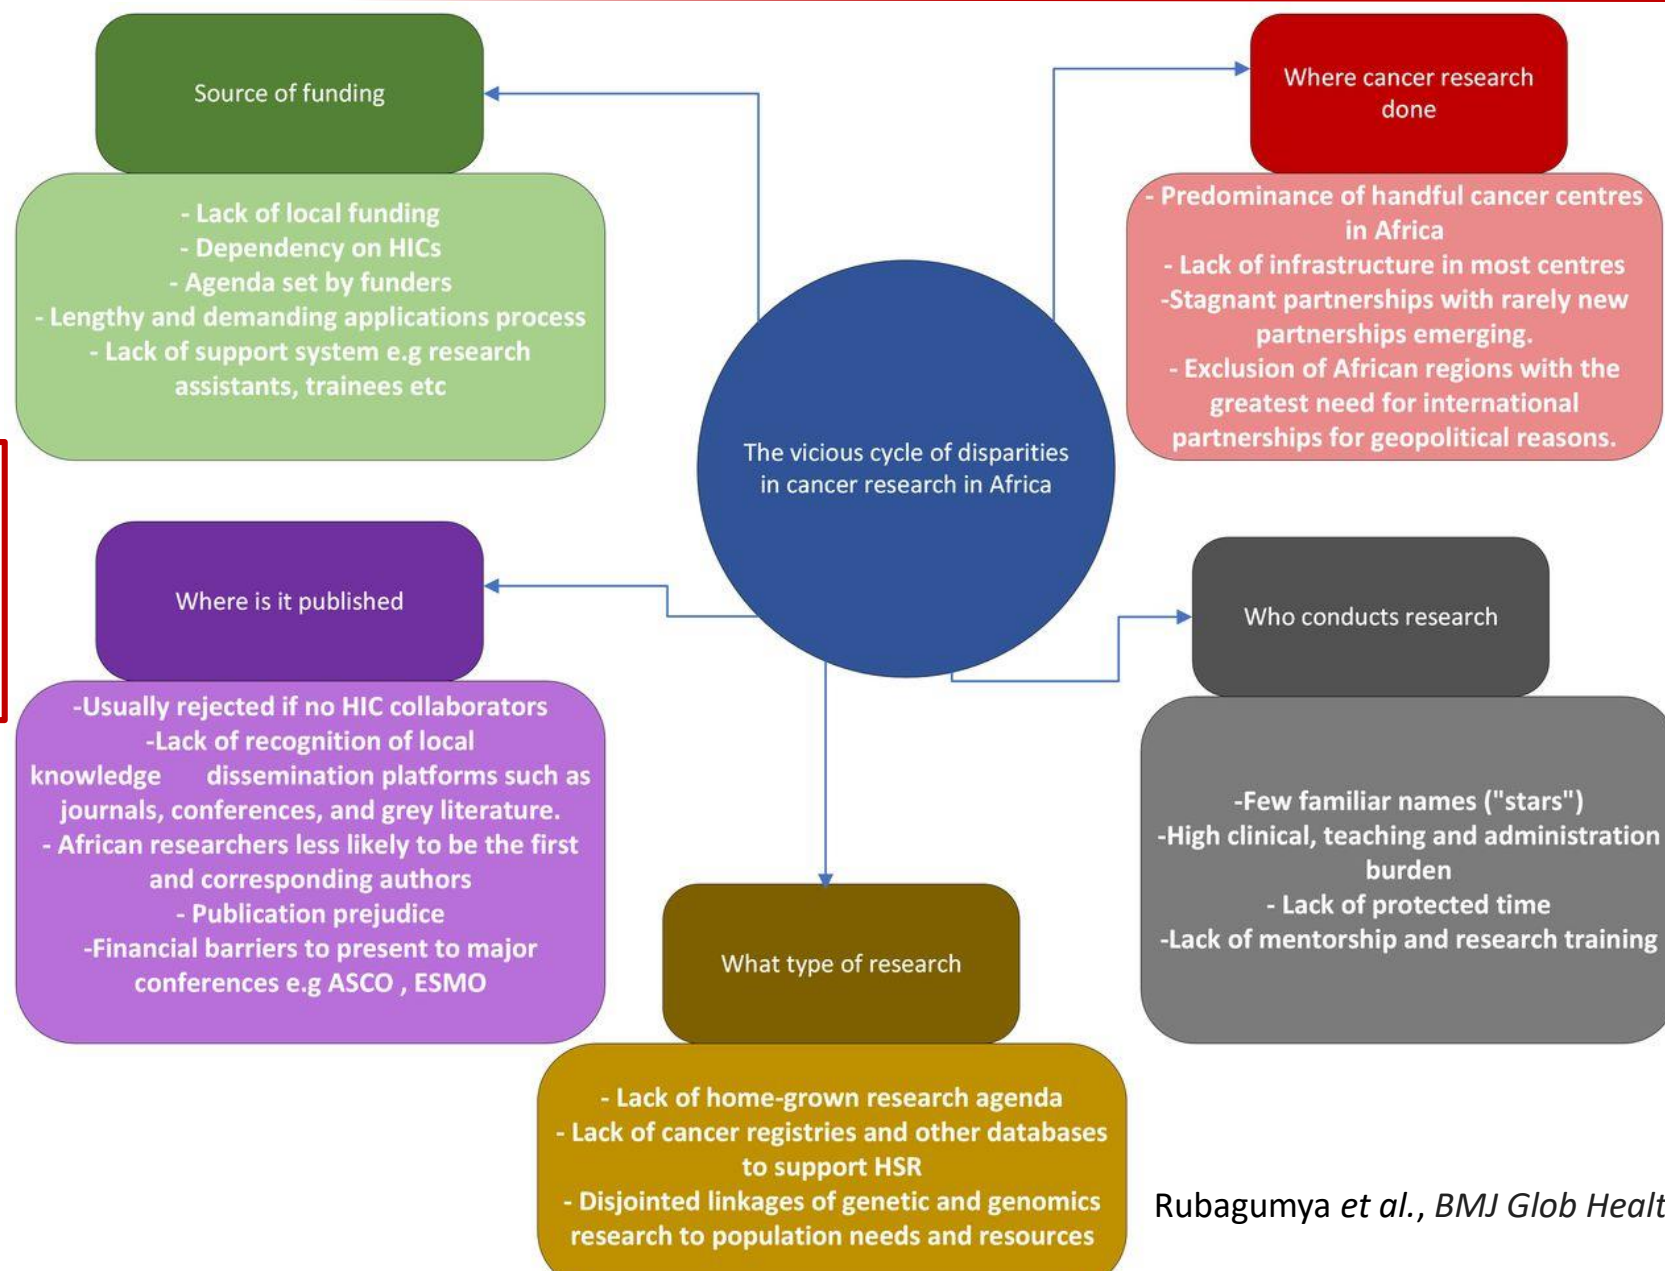 Source of funding
- Lack of local funding
- Dependency on HICs
- Agenda set by funders
- Lengthy and demanding applications process
- Lack of support system e.g research
assistants, trainees etc
Where cancer research
done
- Predominance of handful cancer centres
in Africa
- Lack of infrastructure in most centres
-Stagnant partnerships with rarely new
partnerships emerging.
- Exclusion of African regions with the
greatest need for international
partnerships for geopolitical reasons.
The vicious cycle of disparities
in cancer research in Africa
Where is it published
-Usually rejected if no HIC collaborators
-Lack of recognition of local
knowledge dissemination platforms such as
journals, conferences, and grey literature.
- African researchers less likely to be the first
and corresponding authors
- Publication prejudice
-Financial barriers to present to major
conferences e.g ASCO , ESMO
Who conducts research
-Few familiar names ("stars")
-High clinical, teaching and administration
burden
- Lack of protected time
-Lack of mentorship and research training
What type of research
- Lack of home-grown research agenda
- Lack of cancer registries and other databases
to support HSR
- Disjointed linkages of genetic and genomics
research to population needs and resources
Rubagumya et al., BMJ Glob Healt